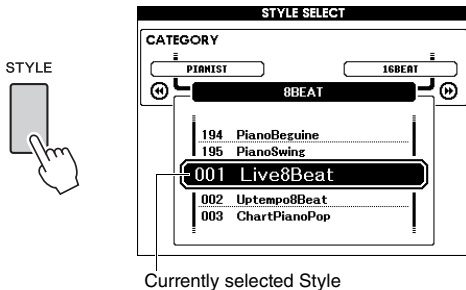 STYLE SELECT
CATEGORY
STYLE
PIANIST 16BEAT
8BEAT
194 PianoBeguine
195 PianoSwing
001 Live8Beat
002 Uptempo8Beat
003 ChartPianoPop
Currently selected Style